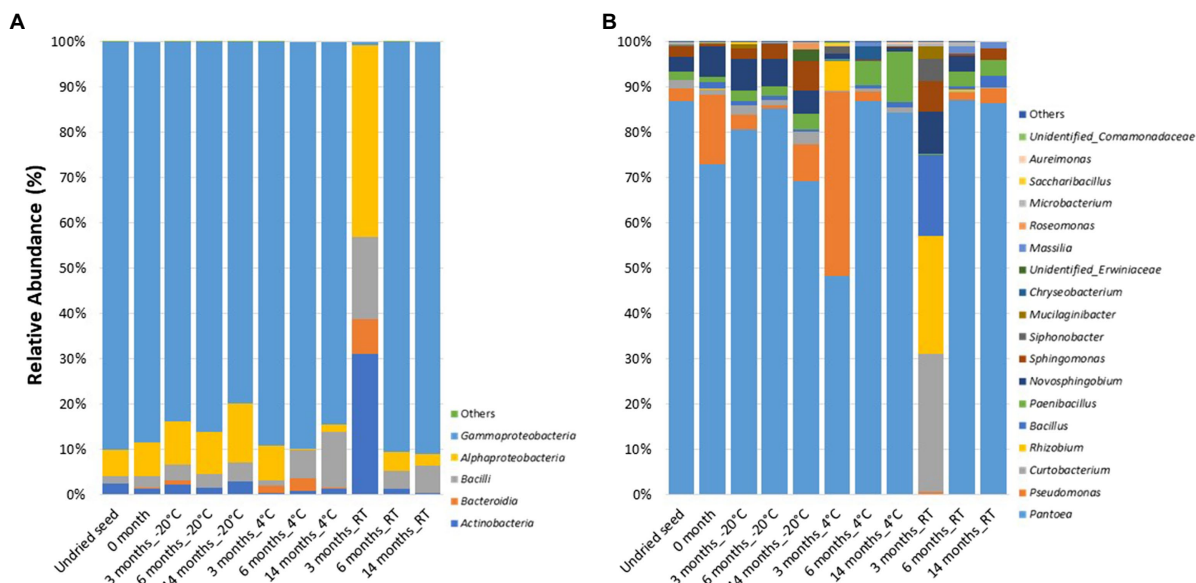 A
Relative Abundance (%)
100%
90%
80%
70%
60%
50%
40%
30%
20%
10%
0%
Undried seed
0 month
3 months_-20°C
6 months_-20°C
14 months_-20°C
3 months_4°C
6 months_4°C
14 months_4°C
3 months_RT
6 months_RT
14 months_RT
Others
Gammaproteobacteria
Alphaproteobacteria
Bacilli
Bacteroidia
Actinobacteria
B
100%
90%
80%
70%
60%
50%
40%
30%
20%
10%
0%
Undried seed
0 month
3 months_-20°C
6 months_-20°C
14 months_-20°C
3 months_4°C
6 months_4°C
14 months_4°C
3 months_RT
6 months_RT
14 months_RT
Others
Unidentified_Comamonadaceae
Aureimonas
Saccharibacillus
Microbacterium
Roseomonas
Massilia
Unidentified_Erwiniaceae
Chryseobacterium
Mucilaginibacter
Siphonobacter
Sphingomonas
Novosphingobium
Paenibacillus
Bacillus
Rhizobium
Curtobacterium
Pseudomonas
Pantoea